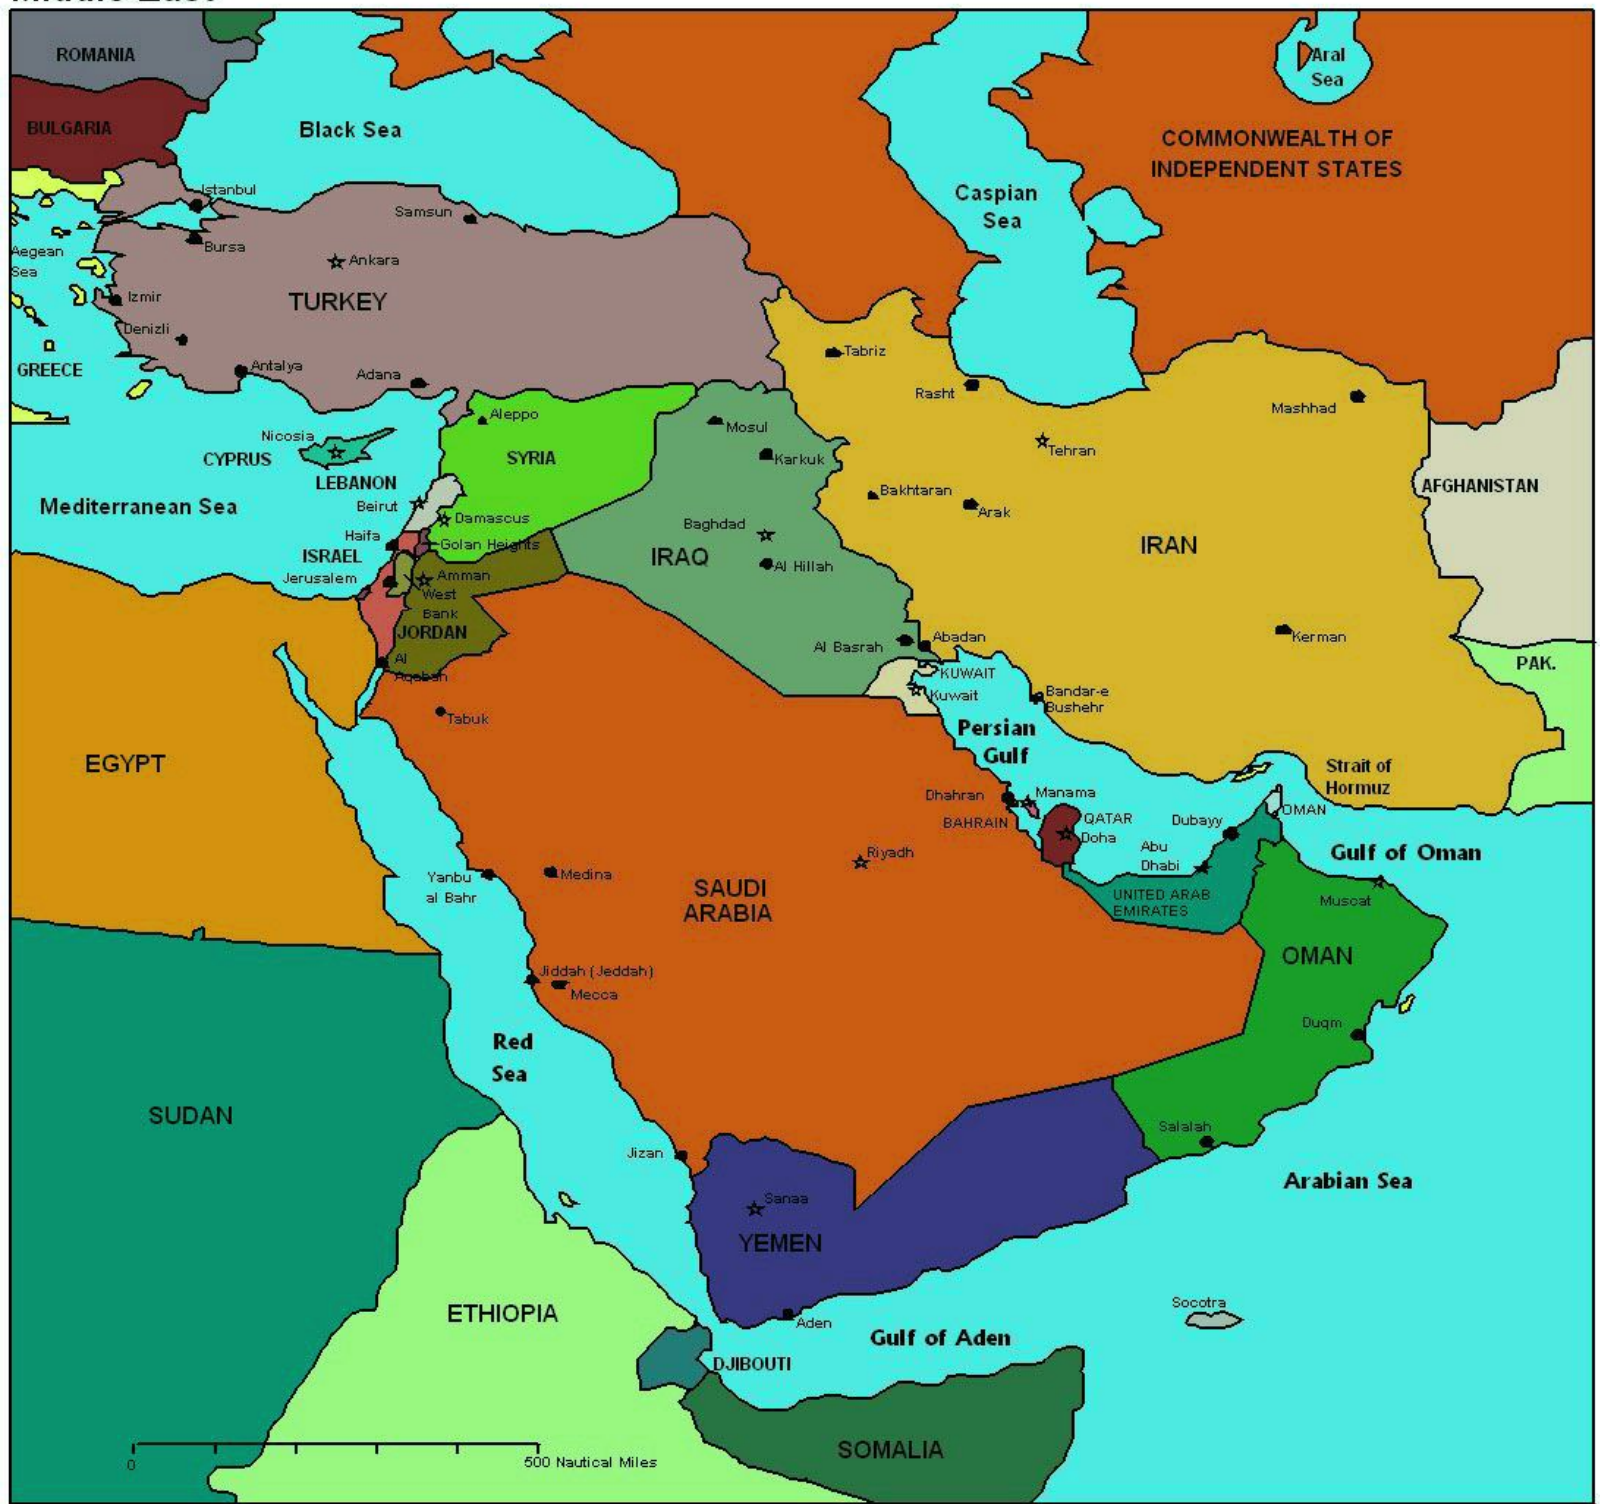 ROMANIA
BULGARIA
Black Sea
Aral
Sea
COMMONWEALTH OF
INDEPENDENT STATES
Caspian
Sea
Istanbul
Samsun
Bursa
Aegean
Sea
Ankara
Izmir
TURKEY
Denizli
GREECE
Antalya
Adana
Tabriz
Rasht
Mashhad
Aleppo
Mosul
Nicosia
CYPRUS
SYRIA
Karkuk
Tehran
LEBANON
Beirut
Mediterranean Sea
Damascus
Bakhtaran
Arak
AFGHANISTAN
Haifa
Golan Heights
Baghdad
ISRAEL
IRAQ
IRAN
Al Hillah
Jerusalem
Amman
West
Bank
JORDAN
Al
Aqabah
Al Basrah
Abadan
Kerman
PAK.
KUWAIT
Kuwait
Bandar-e
Bushehr
Tabuk
Persian
Gulf
EGYPT
Strait of
Hormuz
Dhahran
Manama
BAHRAIN
QATAR
Doha
Dubayy
OMAN
Abu
Dhabi
Gulf of Oman
Riyadh
Yanbu
al Bahr
Medina
SAUDI
ARABIA
UNITED ARAB
EMIRATES
Muscat
OMAN
Jiddah (Jeddah)
Mecca
Duqm
Red
Sea
SUDAN
Salalah
Jizan
Arabian Sea
Sanaa
YEMEN
ETHIOPIA
Socotra
Aden
Gulf of Aden
DJIBOUTI
SOMALIA
0
500 Nautical Miles